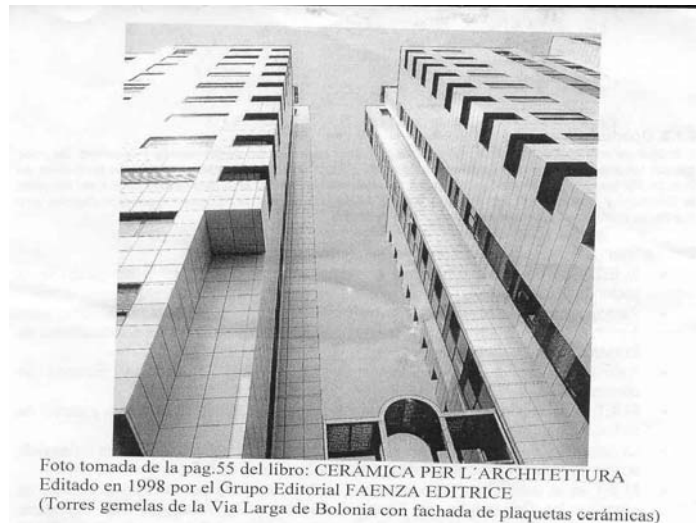 Foto tomada de la pag.55 del libro: CERÁMICA PER L´ARCHITETTURA
Editado en 1998 por el Grupo Editorial FAENZA EDITRICE
(Torres gemelas de la Via Larga de Bolonia con fachada de plaquetas cerámicas)